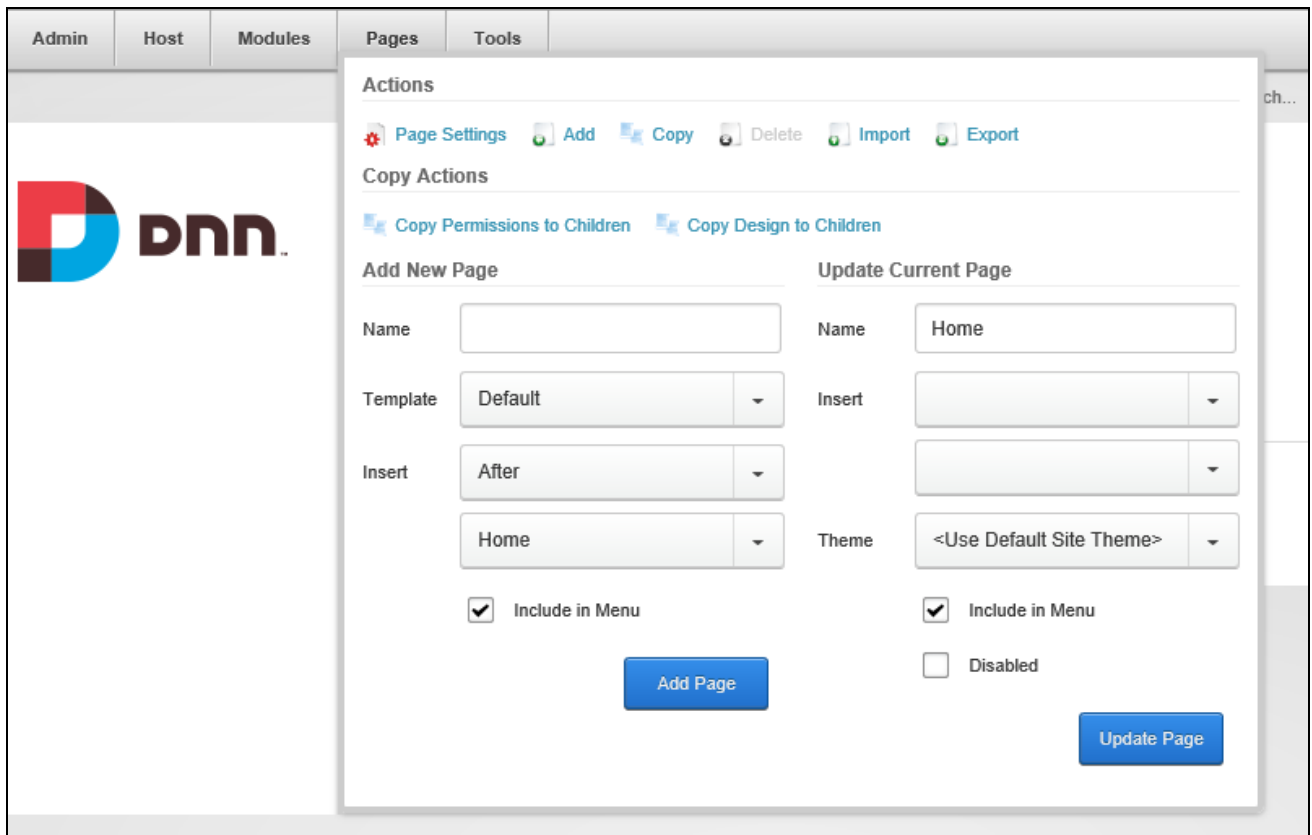 Admin Host Modules Pages Tools
Actions
ch...
Page Settings Add Copy Delete Import Export
Copy Actions
Copy Permissions to Children Copy Design to Children
DNN
Add New Page Update Current Page
Name Name Home
Template Default Insert
Insert After
Home Theme <Use Default Site Theme>
Include in Menu Include in Menu
Disabled
Add Page
Update Page